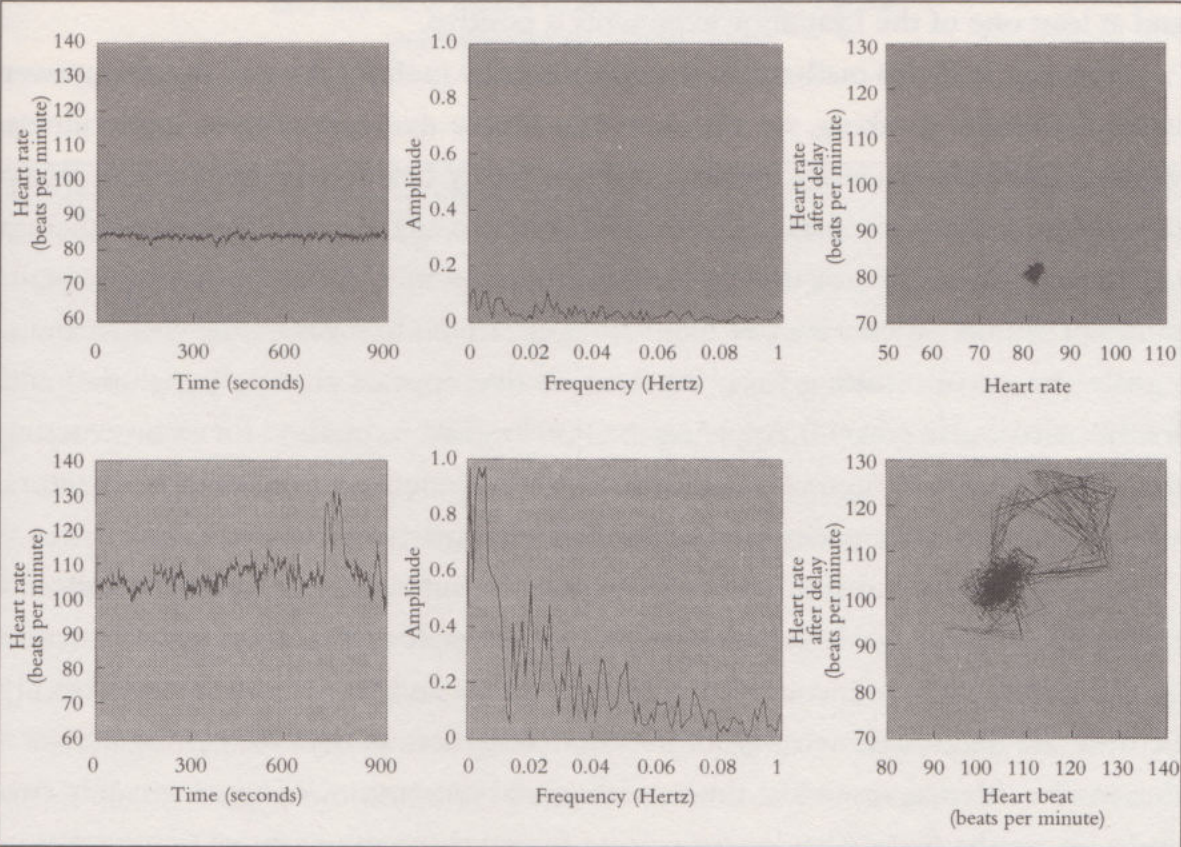 140
130
120
110
100
90
80
70
60
Heart rate
(beats per minute)
0 300 600 900
Time (seconds)
1.0
0.8
0.6
0.4
0.2
0
Amplitude
0 0.02 0.04 0.06 0.08 1
Frequency (Hertz)
130
120
110
100
90
80
70
Heart rate
after delay
(beats per minute)
50 60 70 80 90 100 110
Heart rate
140
130
120
110
100
90
80
70
60
Heart rate
(beats per minute)
0 300 600 900
Time (seconds)
1.0
0.8
0.6
0.4
0.2
0
Amplitude
0 0.02 0.04 0.06 0.08 1
Frequency (Hertz)
130
120
110
100
90
80
70
Heart rate
after delay
(beats per minute)
80 90 100 110 120 130 140
Heart beat
(beats per minute)